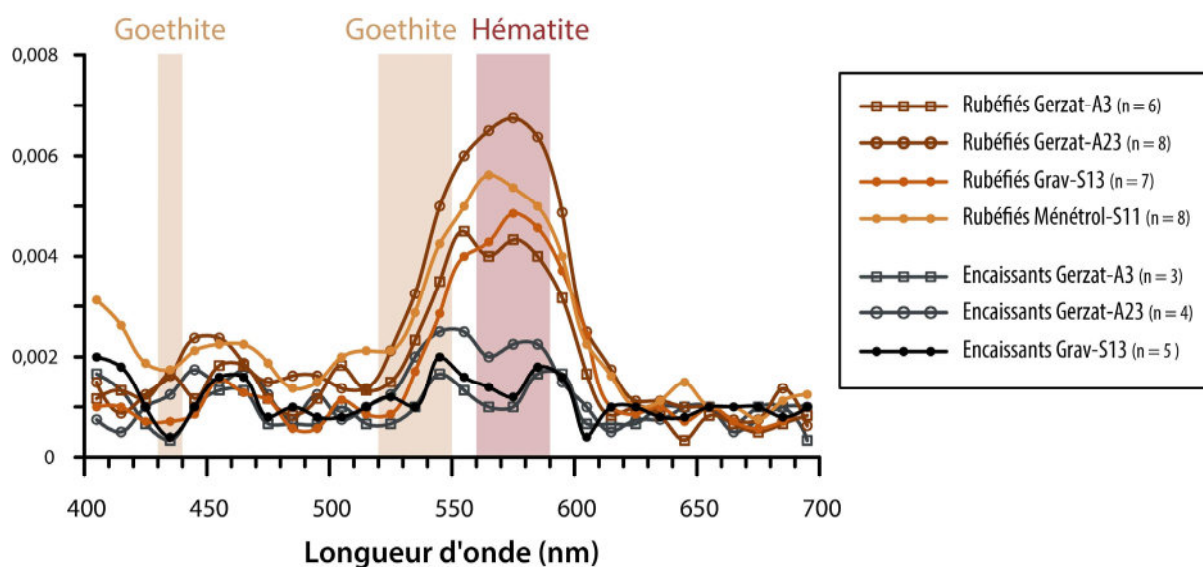 Goethite Goethite Hématite
0,008
0,006
0,004
0,002
0
400 450 500 550 600 650 700
Longueur d'onde (nm)
Rubéfiés Gerzat-A3 (n = 6)
Rubéfiés Gerzat-A23 (n = 8)
Rubéfiés Grav-S13 (n = 7)
Rubéfiés Ménétrol-S11 (n = 8)
Encaissants Gerzat-A3 (n = 3)
Encaissants Gerzat-A23 (n = 4)
Encaissants Grav-S13 (n = 5)